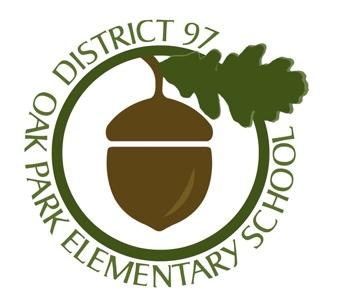 DISTRICT 97
OAK PARK ELEMENTARY SCHOOL